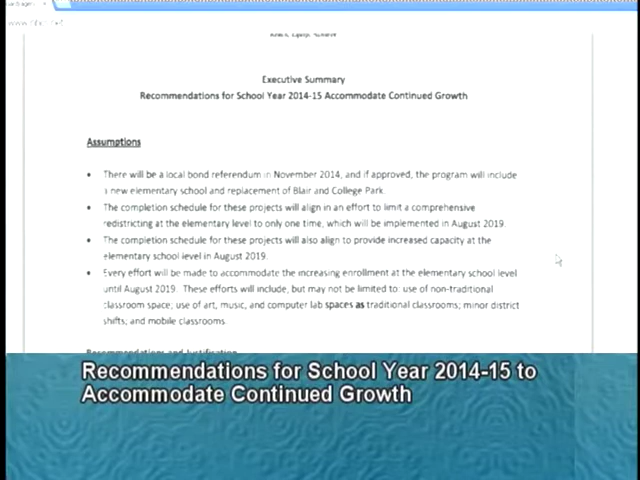 Executive Summary
Recommendations for School Year 2014-15 Accommodate Continued Growth
Assumptions
• There will be a local bond referendum in November 2014, and if approved, the program will include
a new elementary school and replacement of Blair and College Park.
• The completion schedule for these projects will align in an effort to limit a comprehensive
redistricting at the elementary level to only one time, which will be implemented in August 2019.
• The completion schedule for these projects will also align to provide increased capacity at the
elementary school level in August 2019.
• Every effort will be made to accommodate the increasing enrollment at the elementary school level
until August 2019. These efforts will include, but may not be limited to: use of non-traditional
classroom space; use of art, music, and computer lab spaces as traditional classrooms; minor district
shifts; and mobile classrooms
Recommendations and Justification
Recommendations for School Year 2014-15 to
Accommodate Continued Growth